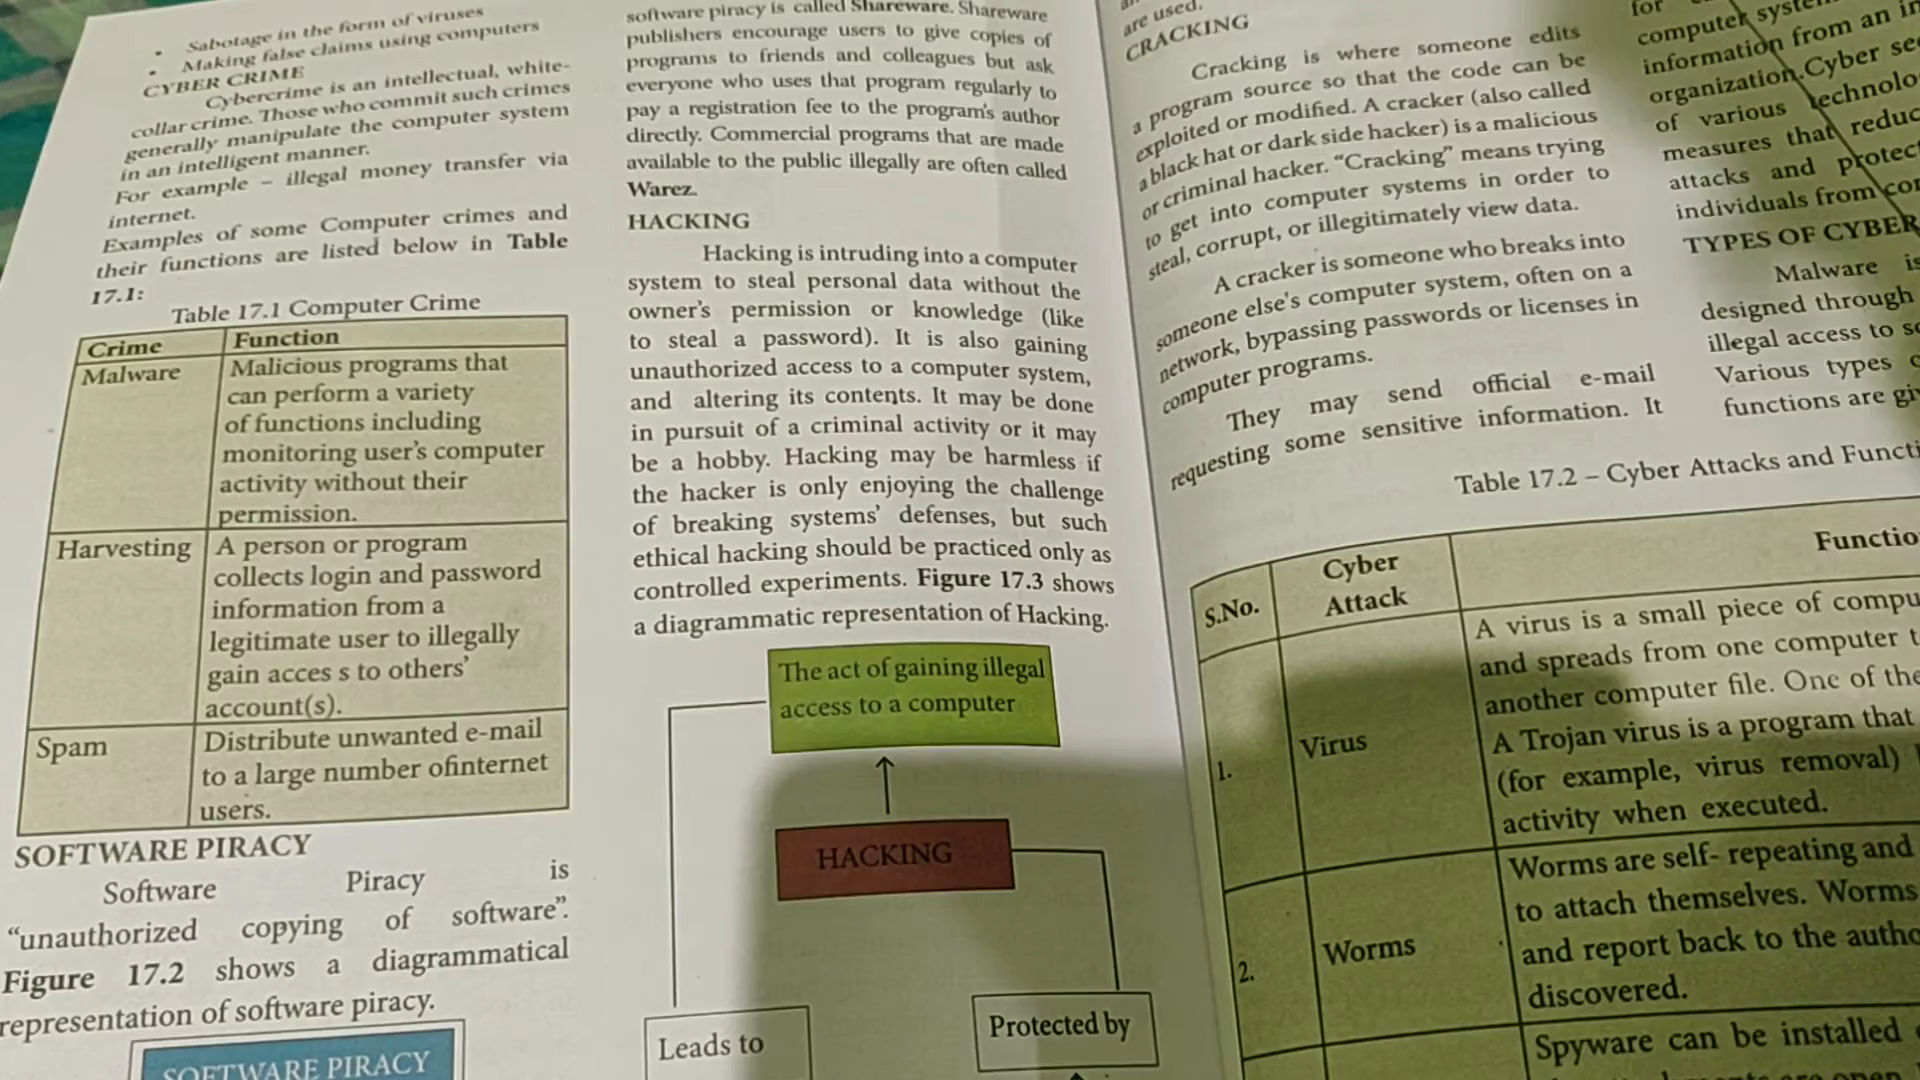 • Sabotage in the form of viruses
• Making false claims using computers
CYBER CRIME
Cybercrime is an intellectual, white-
collar crime. Those who commit such crimes
generally manipulate the computer system
in an intelligent manner.
For example – illegal money transfer via
internet.
Examples of some Computer crimes and
their functions are listed below in Table
17.1:
Table 17.1 Computer Crime
Crime Function
Malware Malicious programs that
can perform a variety
of functions including
monitoring user's computer
activity without their
permission.
Harvesting A person or program
collects login and password
information from a
legitimate user to illegally
gain acces s to others'
account(s).
Spam Distribute unwanted e-mail
to a large number ofinternet
users.
SOFTWARE PIRACY
Software Piracy is
“unauthorized copying of software”.
Figure 17.2 shows a diagrammatical
representation of software piracy.
SOFTWARE PIRACY
software piracy is called Shareware. Shareware
publishers encourage users to give copies of
programs to friends and colleagues but ask
everyone who uses that program regularly to
pay a registration fee to the program's author
directly. Commercial programs that are made
available to the public illegally are often called
Warez.
HACKING
Hacking is intruding into a computer
system to steal personal data without the
owner's permission or knowledge (like
to steal a password). It is also gaining
unauthorized access to a computer system,
and altering its contents. It may be done
in pursuit of a criminal activity or it may
be a hobby. Hacking may be harmless if
the hacker is only enjoying the challenge
of breaking systems' defenses, but such
ethical hacking should be practiced only as
controlled experiments. Figure 17.3 shows
a diagrammatic representation of Hacking.
The act of gaining illegal
access to a computer
HACKING
Leads to
Protected by
are used.
CRACKING
Cracking is where someone edits
a program source so that the code can be
exploited or modified. A cracker (also called
a black hat or dark side hacker) is a malicious
or criminal hacker. “Cracking” means trying
to get into computer systems in order to
steal, corrupt, or illegitimately view data.
A cracker is someone who breaks into
someone else's computer system, often on a
network, bypassing passwords or licenses in
computer programs.
They may send official e-mail
requesting some sensitive information. It
for
computer
information from an
organization.Cyber
of various
measures that
attacks and
individuals from
TYPES OF CYBER
Malware is
designed through
illegal access to
Various types
functions are
Table 17.2 – Cyber Attacks and
S.No. Cyber
Attack
1. Virus A virus is a small piece of
and spreads from one computer
another computer file. One of the
A Trojan virus is a program that
(for example, virus removal)
activity when executed.
2. Worms Worms are self- repeating and
to attach themselves. Worms
and report back to the
discovered.
Spyware can be installed